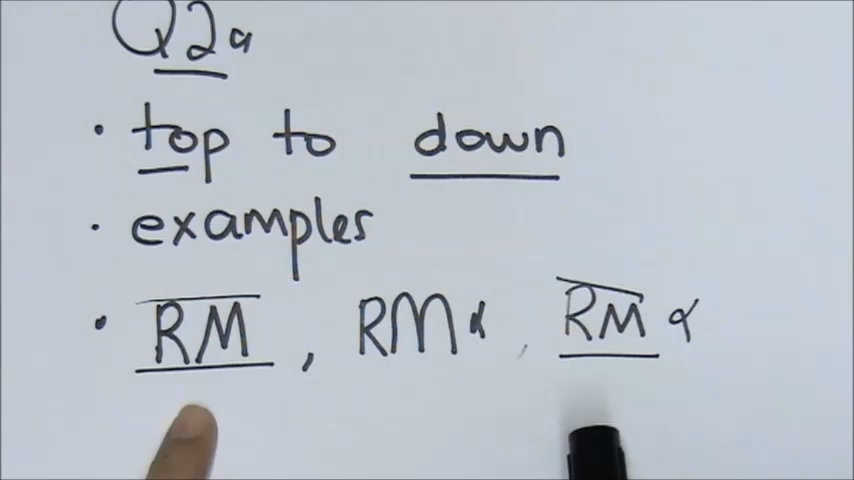 Q2a
• top to down
• examples
• RM, RMα, RMα